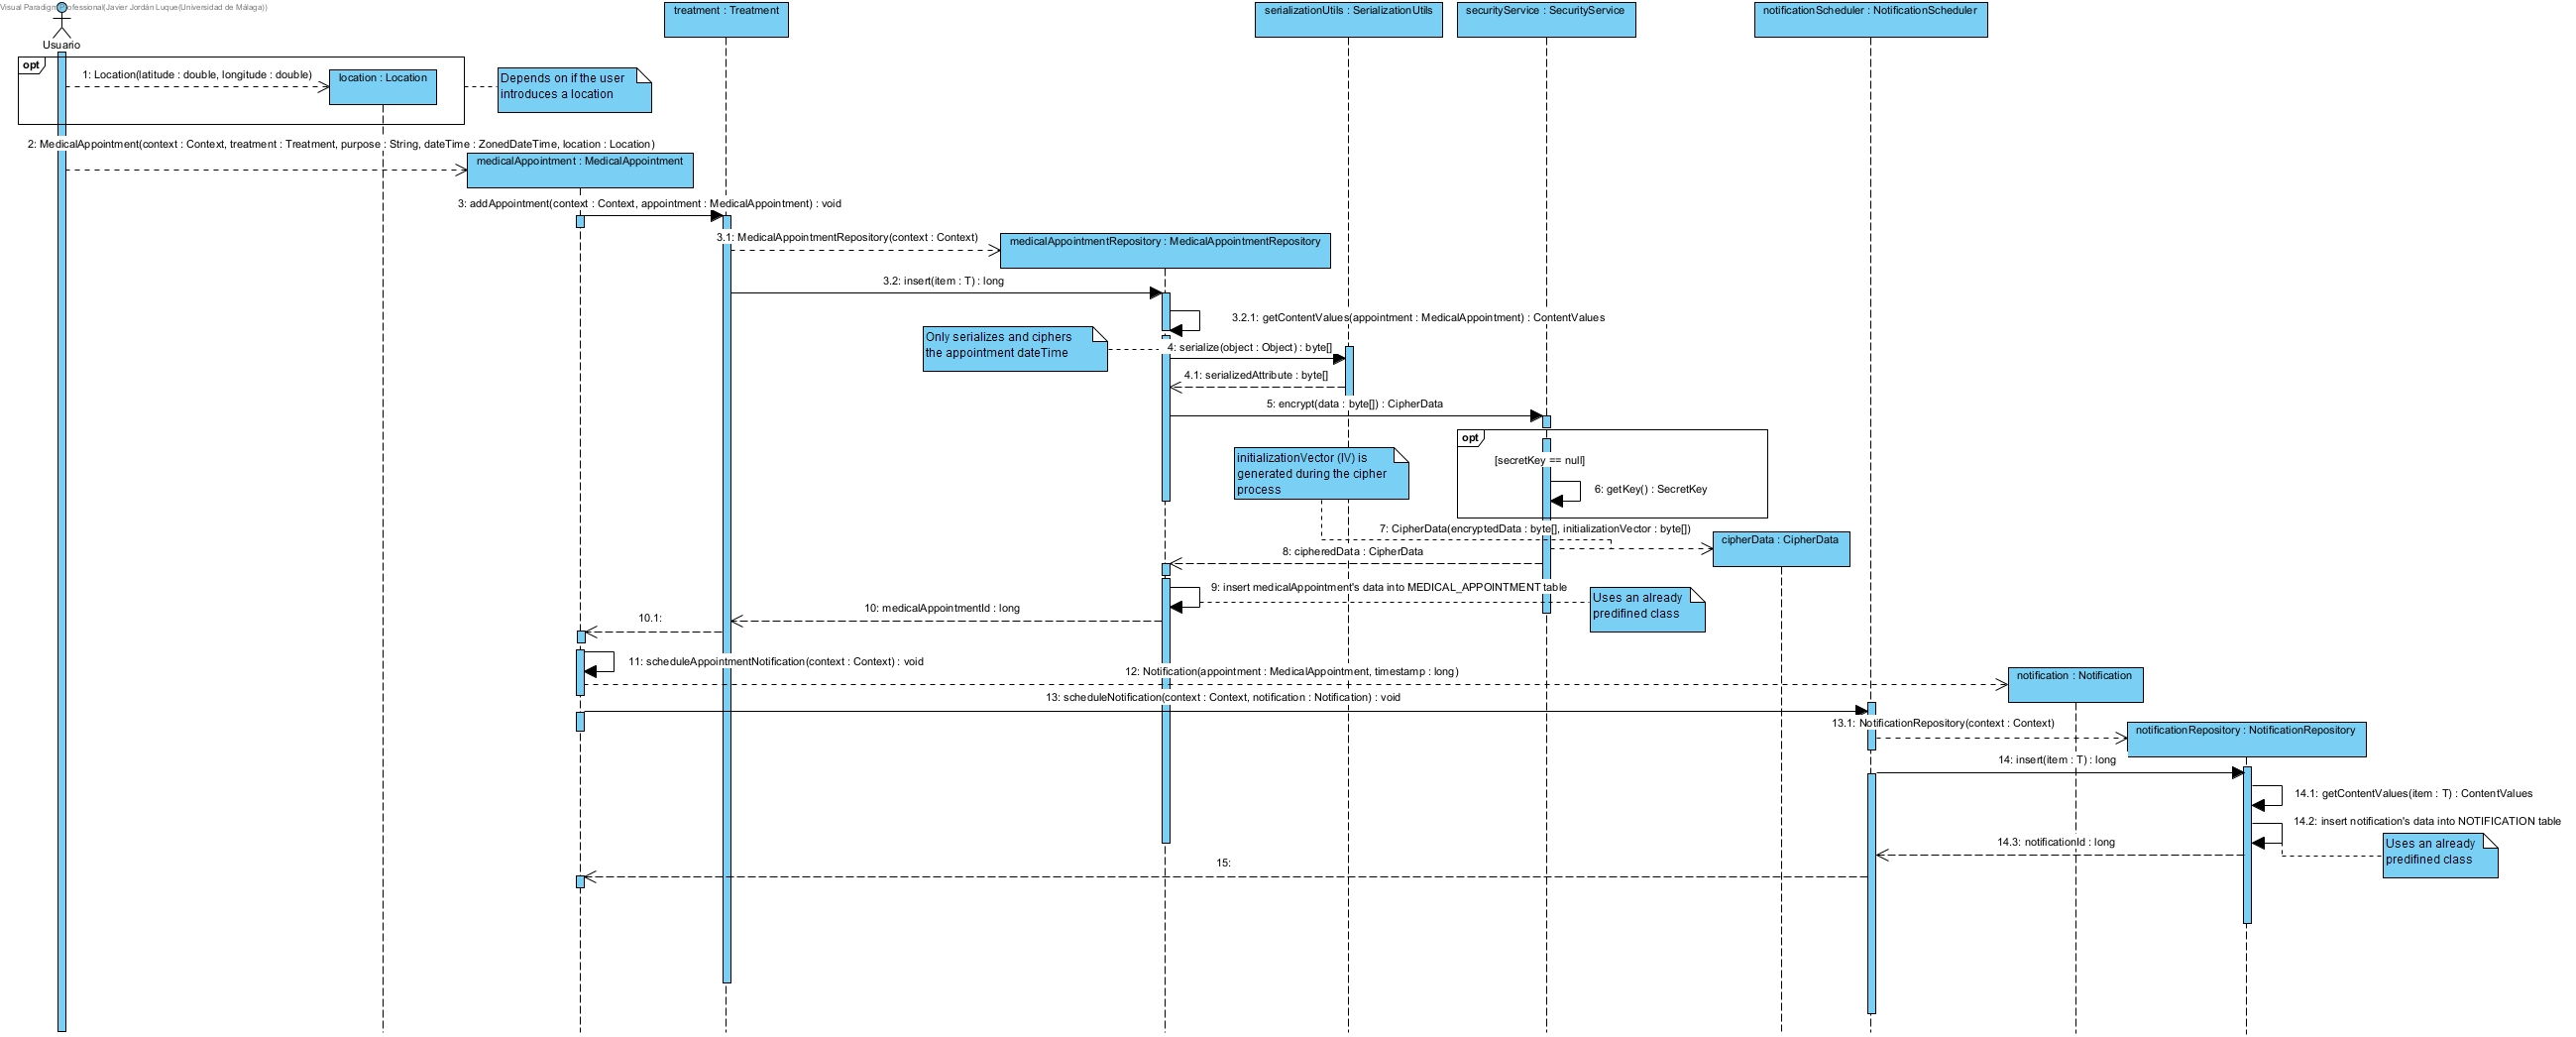 Visual Paradigm Professional(Javier Jordán Luque(Universidad de Málaga))
treatment : Treatment
serializationUtils : SerializationUtils
securityService : SecurityService
notificationScheduler : NotificationScheduler
Usuario
opt
1: Location(latitude : double, longitude : double)
location : Location
Depends on if the user
introduces a location
2: MedicalAppointment(context : Context, treatment : Treatment, purpose : String, dateTime : ZonedDateTime, location : Location)
medicalAppointment : MedicalAppointment
3: addAppointment(context : Context, appointment : MedicalAppointment) : void
3.1: MedicalAppointmentRepository(context : Context)
medicalAppointmentRepository : MedicalAppointmentRepository
3.2: insert(item : T) : long
3.2.1: getContentValues(appointment : MedicalAppointment) : ContentValues
Only serializes and ciphers
the appointment dateTime
4: serialize(object : Object) : byte[]
4.1: serializedAttribute : byte[]
5: encrypt(data : byte[]) : CipherData
opt
[secretKey == null]
initializationVector (IV) is
generated during the cipher
process
6: getKey() : SecretKey
7: CipherData(encryptedData : byte[], initializationVector : byte[])
cipherData : CipherData
8: cipheredData : CipherData
9: insert medicalAppointment's data into MEDICAL_APPOINTMENT table
Uses an already
predifined class
10: medicalAppointmentId : long
10.1:
11: scheduleAppointmentNotification(context : Context) : void
12: Notification(appointment : MedicalAppointment, timestamp : long)
notification : Notification
13: scheduleNotification(context : Context, notification : Notification) : void
13.1: NotificationRepository(context : Context)
notificationRepository : NotificationRepository
14: insert(item : T) : long
14.1: getContentValues(item : T) : ContentValues
14.2: insert notification's data into NOTIFICATION table
14.3: notificationId : long
Uses an already
predifined class
15: